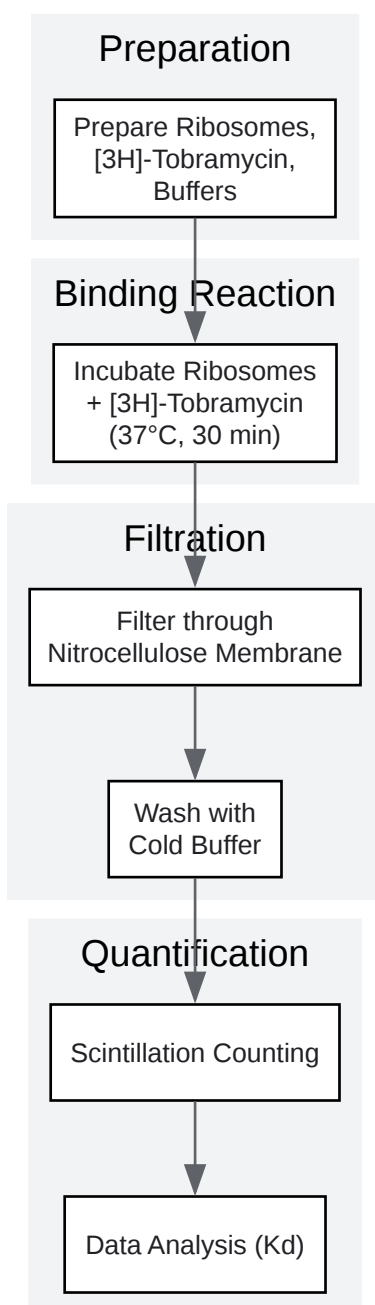 Preparation
Prepare Ribosomes,
[3H]-Tobramycin,
Buffers
Binding Reaction
Incubate Ribosomes
+ [3H]-Tobramycin
(37°C, 30 min)
Filtration
Filter through
Nitrocellulose Membrane
Wash with
Cold Buffer
Quantification
Scintillation Counting
Data Analysis (Kd)